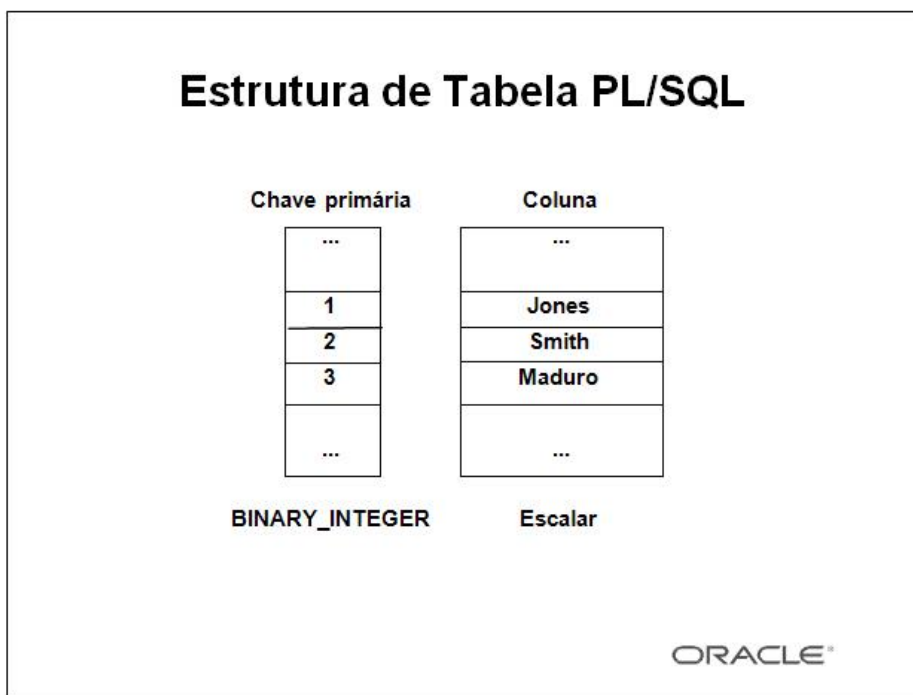 Estrutura de Tabela PL/SQL
Chave primária Coluna
... ...
1 Jones
2 Smith
3 Maduro
... ...
BINARY_INTEGER Escalar
ORACLE®